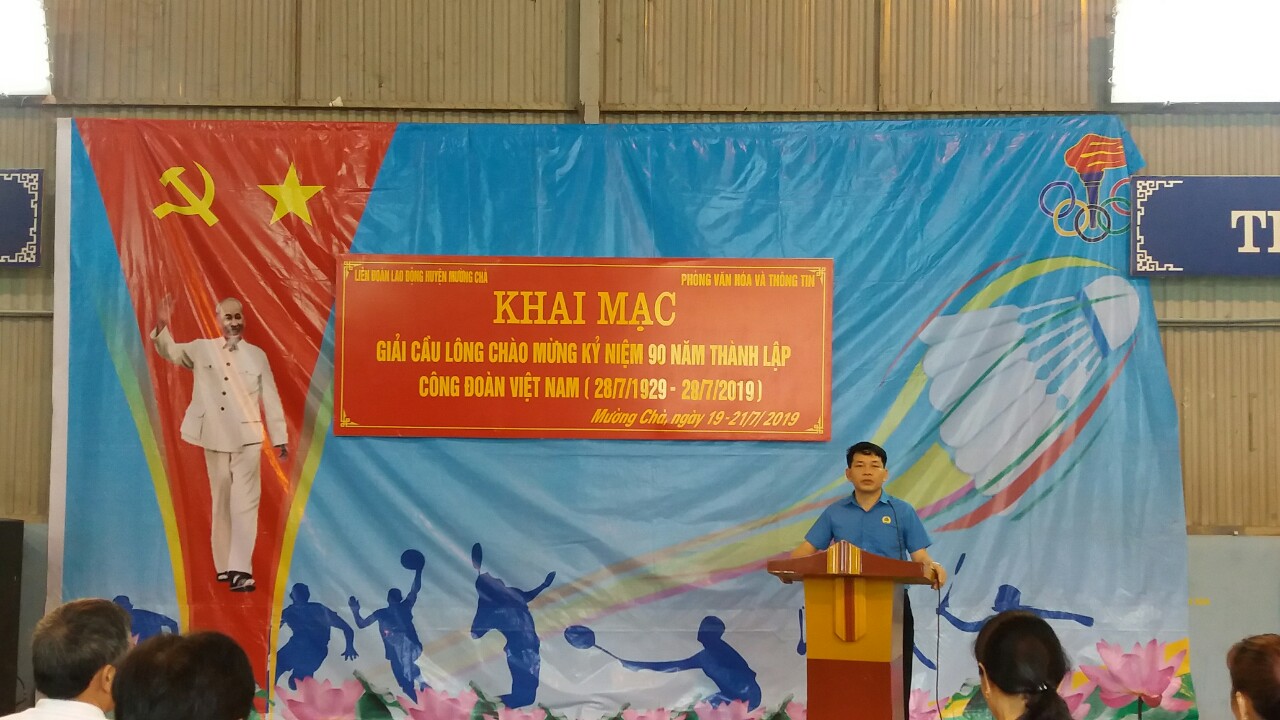 LIÊN ĐOÀN LAO ĐỘNG HUYỆN MƯỜNG CHÀ
PHÒNG VĂN HÓA VÀ THÔNG TIN
KHAI MẠC
GIẢI CẦU LÔNG CHÀO MỪNG KỶ NIỆM 90 NĂM THÀNH LẬP
CÔNG ĐOÀN VIỆT NAM ( 28/7/1929 - 28/7/2019 )
Mường Chà, ngày 19-21/7/2019